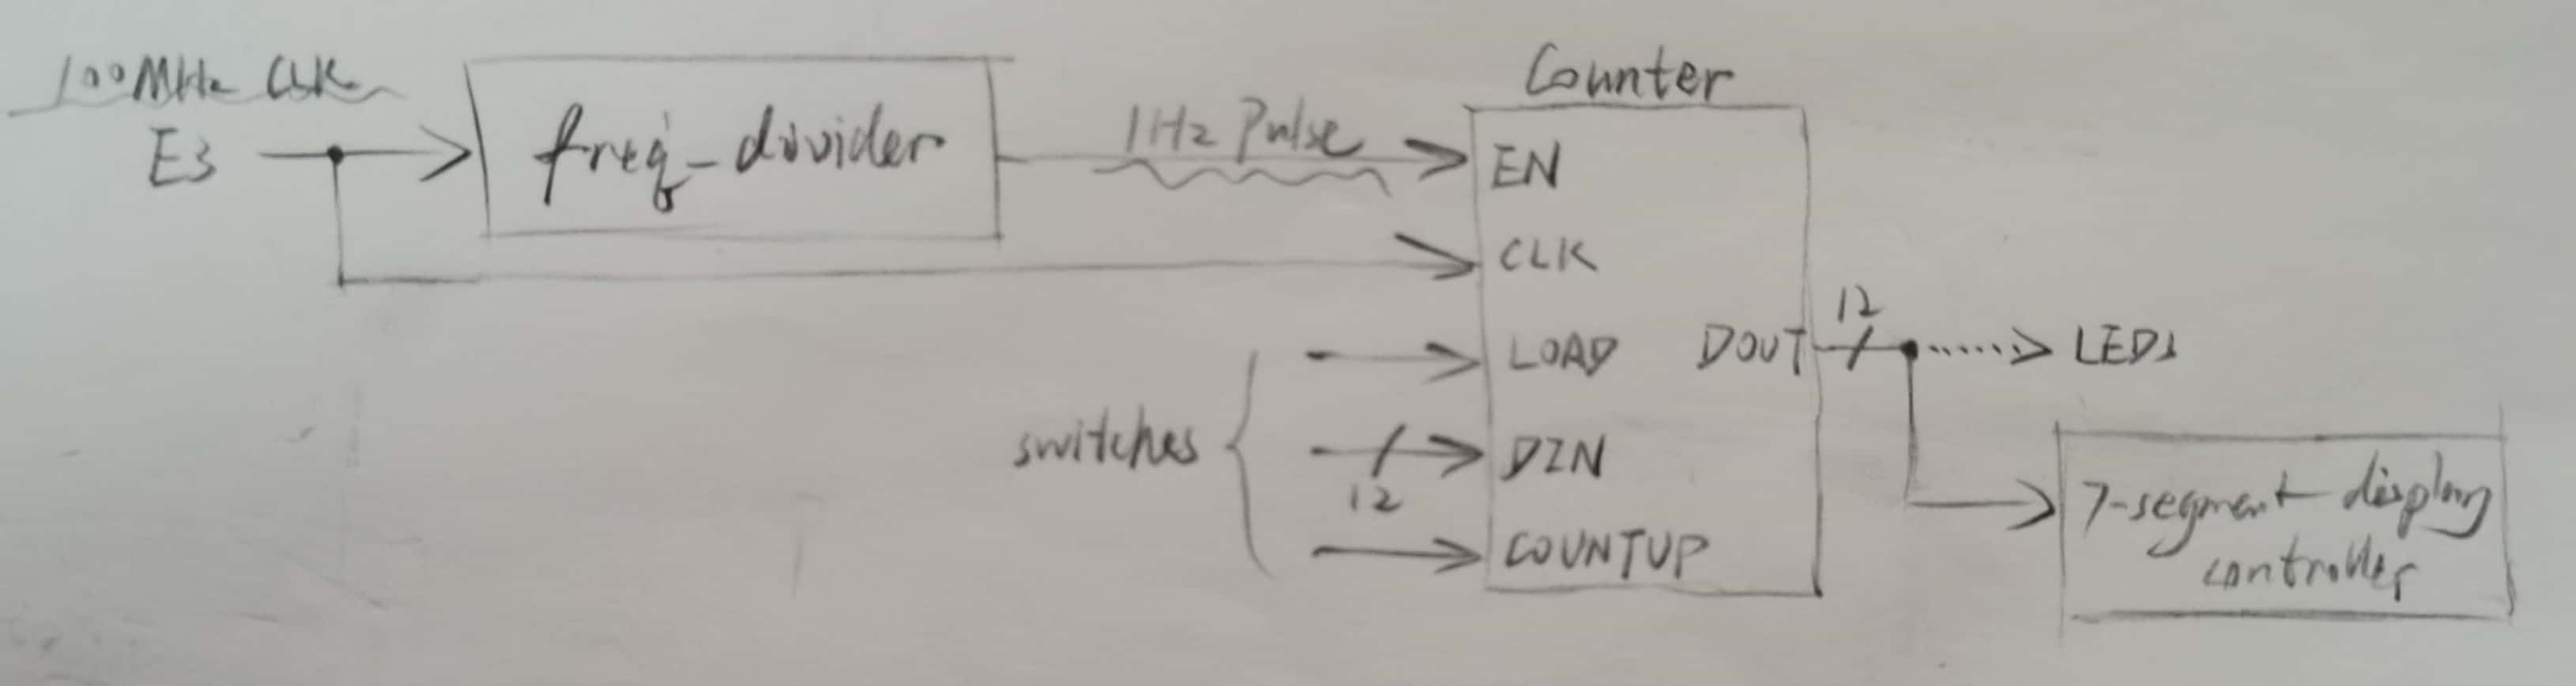 100MHz CLK
E3
freq_divider
1Hz Pulse
Counter
EN
CLK
LOAD
DIN
12
COUNTUP
switches
DOUT
12
LEDs
7-segment display
controller